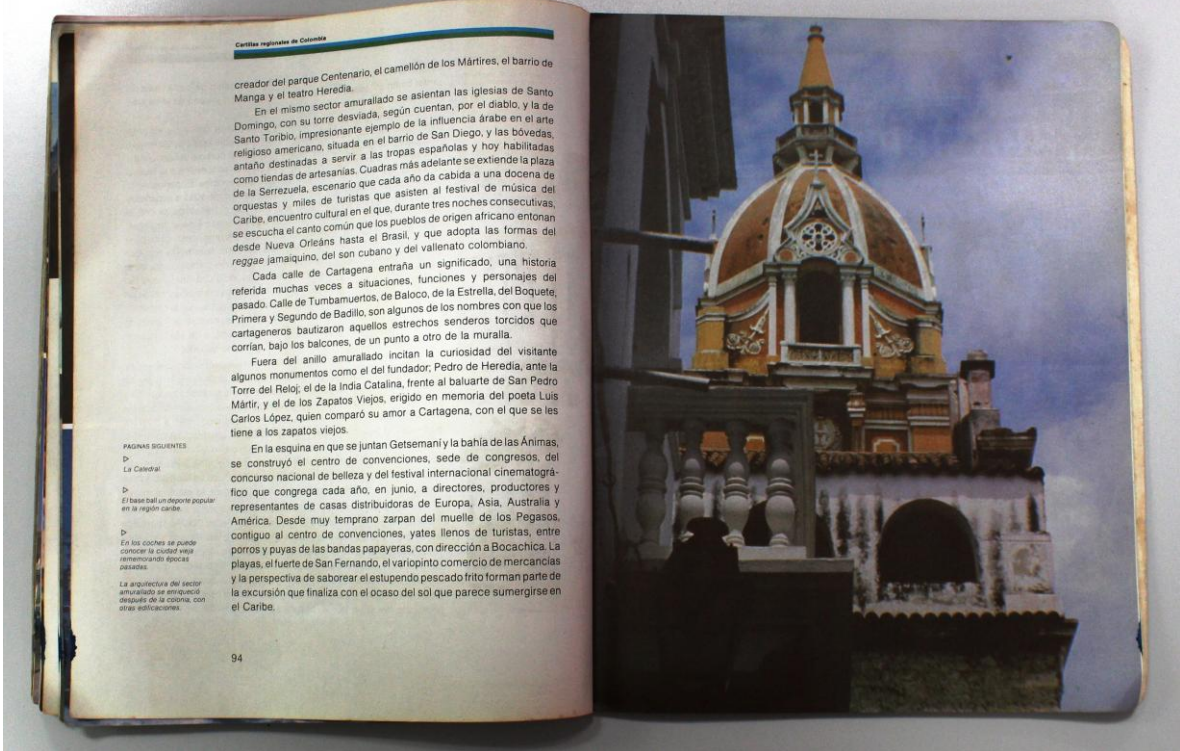 Cartillas regionales de Colombia
creador del parque Centenario, el camellón de los Mártires, el barrio de
Manga y el teatro Heredia.
En el mismo sector amurallado se asientan las iglesias de Santo
Domingo, con su torre desviada, según cuentan, por el diablo, y la de
Santo Toribio, impresionante ejemplo de la influencia árabe en el arte
religioso americano, situada en el barrio de San Diego, y las bóvedas,
antaño destinadas a servir a las tropas españolas y hoy habilitadas
como tiendas de artesanías. Cuadras más adelante se extiende la plaza
de la Serrezuela, escenario que cada año da cabida a una docena de
orquestas y miles de turistas que asisten al festival de música del
Caribe, encuentro cultural en el que, durante tres noches consecutivas,
se escucha el canto común que los pueblos de origen africano entonan
desde Nueva Orleáns hasta el Brasil, y que adopta las formas del
reggae jamaiquino, del son cubano y del vallenato colombiano.
Cada calle de Cartagena entraña un significado, una historia
referida muchas veces a situaciones, funciones y personajes del
pasado. Calle de Tumbamuertos, de Baloco, de la Estrella, del Boquete,
Primera y Segundo de Badillo, son algunos de los nombres con que los
cartageneros bautizaron aquellos estrechos senderos torcidos que
corrían, bajo los balcones, de un punto a otro de la muralla.
Fuera del anillo amurallado incitan la curiosidad del visitante
algunos monumentos como el del fundador; Pedro de Heredia, ante la
Torre del Reloj; el de la India Catalina, frente al baluarte de San Pedro
Mártir, y el de los Zapatos Viejos, erigido en memoria del poeta Luis
Carlos López, quien comparó su amor a Cartagena, con el que se les
tiene a los zapatos viejos.
En la esquina en que se juntan Getsemaní y la bahía de las Ánimas,
se construyó el centro de convenciones, sede de congresos, del
concurso nacional de belleza y del festival internacional cinematográ-
fico que congrega cada año, en junio, a directores, productores y
representantes de casas distribuidoras de Europa, Asia, Australia y
América. Desde muy temprano zarpan del muelle de los Pegasos,
contiguo al centro de convenciones, yates llenos de turistas, entre
porros y puyas de las bandas papayeras, con dirección a Bocachica. La
playas, el fuerte de San Fernando, el variopinto comercio de mercancías
y la perspectiva de saborear el estupendo pescado frito forman parte de
la excursión que finaliza con el ocaso del sol que parece sumergirse en
el Caribe.
PAGINAS SIGUIENTES
La Catedral.
El base ball un deporte popular
en la región caribe.
En los coches se puede
conocer la ciudad vieja
rememorando épocas
pasadas.
La arquitectura del sector
amurallado se enriqueció
después de la colonia, con
otras edificaciones.
94